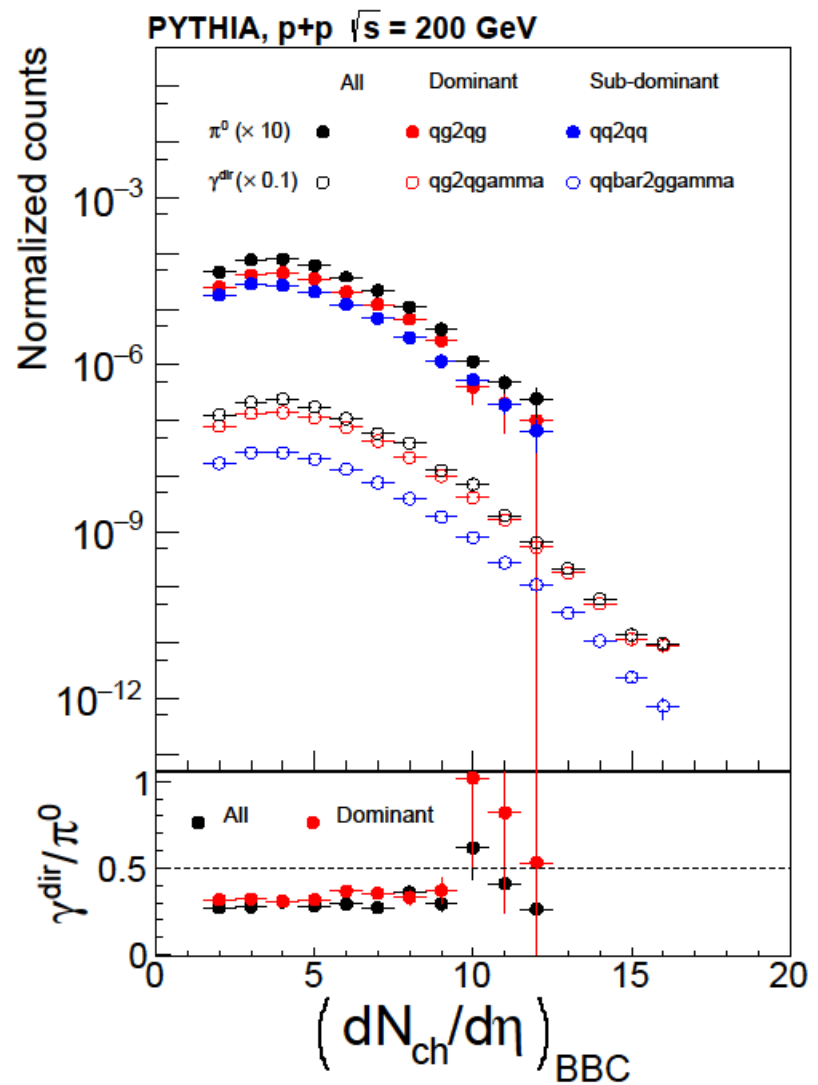 PYTHIA, p+p √s = 200 GeV
Normalized counts
All Dominant Sub-dominant
π⁰ (× 10) qg2qg qq2qq
γᵈⁱʳ (× 0.1) qg2qgamma qqbar2ggamma
10⁻³
10⁻⁶
10⁻⁹
10⁻¹²
γᵈⁱʳ/π⁰
1
All Dominant
0.5
0
0 5 10 15 20
(dN_ch/dη)_BBC